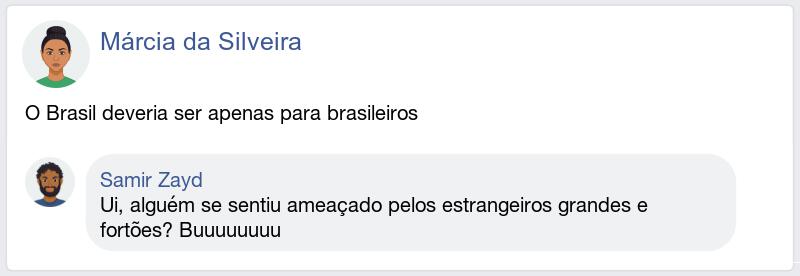 Márcia da Silveira
O Brasil deveria ser apenas para brasileiros
Samir Zayd
Ui, alguém se sentiu ameaçado pelos estrangeiros grandes e
fortões? Buuuuuuuu